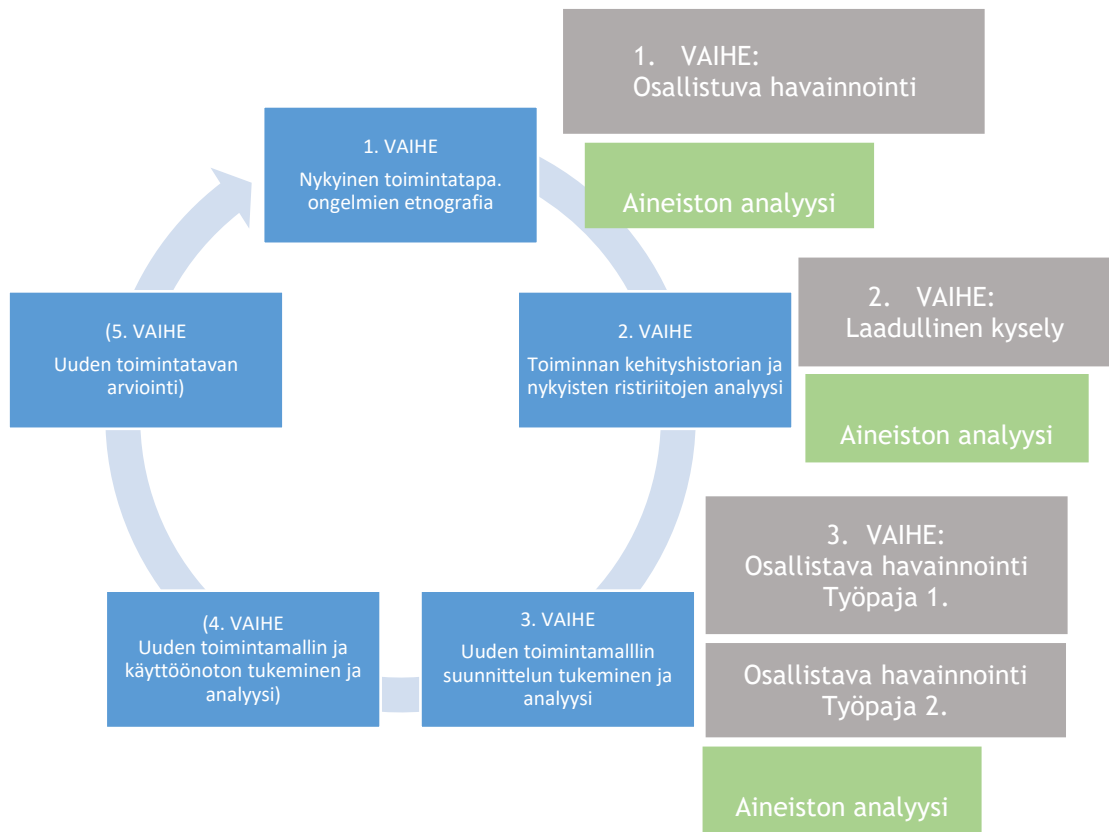 1. VAIHE:
Osallistuva havainnointi
1. VAIHE
Nykyinen toimintatapa.
ongelmien etnografia
Aineiston analyysi
2. VAIHE:
Laadullinen kysely
(5. VAIHE
Uuden toimintatavan
arviointi)
2. VAIHE
Toiminnan kehityshistorian ja
nykyisten ristiriitojen analyysi
Aineiston analyysi
3. VAIHE:
Osallistava havainnointi
Työpaja 1.
(4. VAIHE
Uuden toimintamallin ja
käyttöönoton tukeminen ja
analyysi)
3. VAIHE
Uuden toimintamalllin
suunnittelun tukeminen ja
analyysi
Osallistava havainnointi
Työpaja 2.
Aineiston analyysi